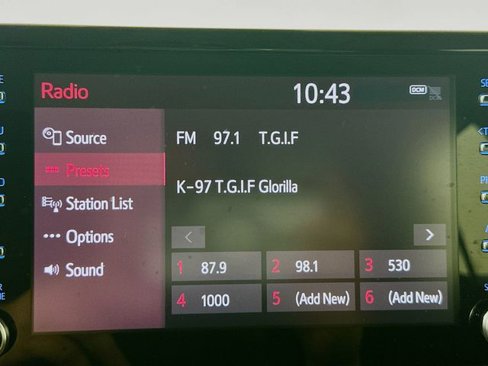 Radio
10:43
DCM
Source
Presets
Station List
Options
Sound
FM 97.1 T.G.I.F
K-97 T.G.I.F Glorilla
1 87.9
2 98.1
3 530
4 1000
5 (Add New)
6 (Add New)